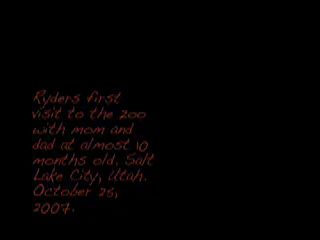 Ryders first
visit to the zoo
with mom and
dad at almost 10
months old. Salt
Lake City, Utah.
October 25,
2007.